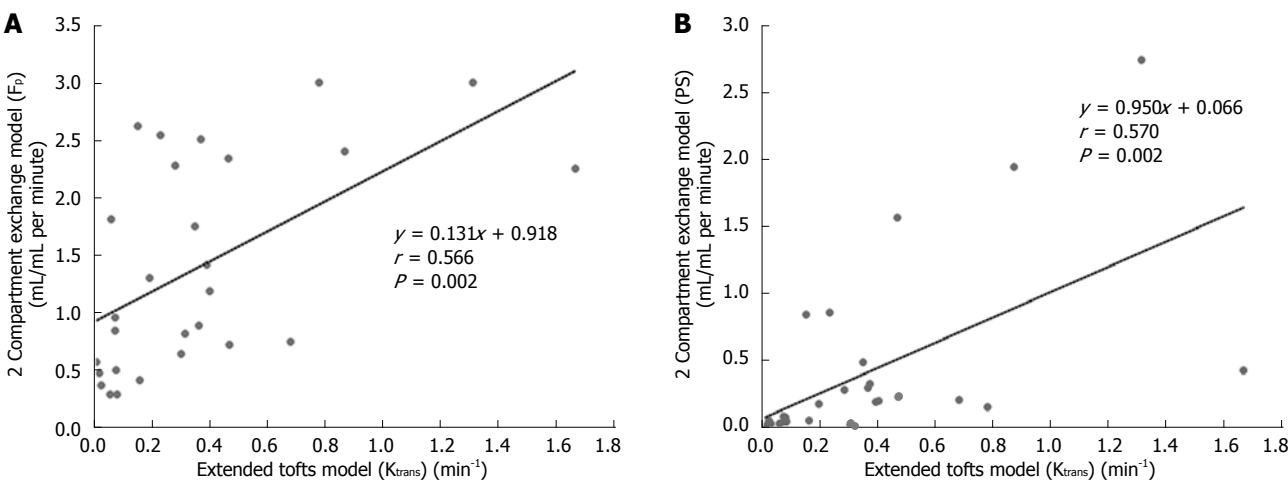 A
3.5
3.0
2.5
2.0
1.5
1.0
0.5
0.0
2 Compartment exchange model (Fp)
(mL/mL per minute)
y = 0.131x + 0.918
r = 0.566
P = 0.002
0.0 0.2 0.4 0.6 0.8 1.0 1.2 1.4 1.6 1.8
Extended tofts model (Ktrans) (min-1)
B
3.0
2.5
2.0
1.5
1.0
0.5
0.0
2 Compartment exchange model (PS)
(mL/mL per minute)
y = 0.950x + 0.066
r = 0.570
P = 0.002
0.0 0.2 0.4 0.6 0.8 1.0 1.2 1.4 1.6 1.8
Extended tofts model (Ktrans) (min-1)